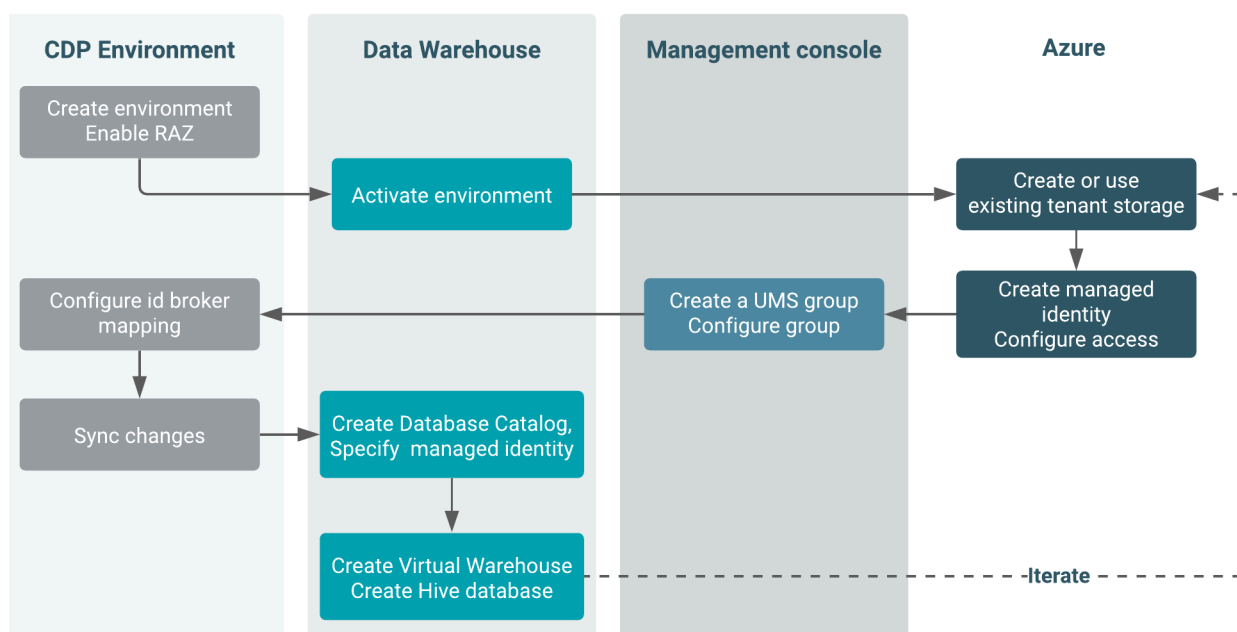 CDP Environment
Data Warehouse
Management console
Azure
Create environment
Enable RAZ
Activate environment
Create or use
existing tenant storage
Configure id broker
mapping
Create a UMS group
Configure group
Create managed
identity
Configure access
Sync changes
Create Database Catalog,
Specify managed identity
Create Virtual Warehouse
Create Hive database
Iterate